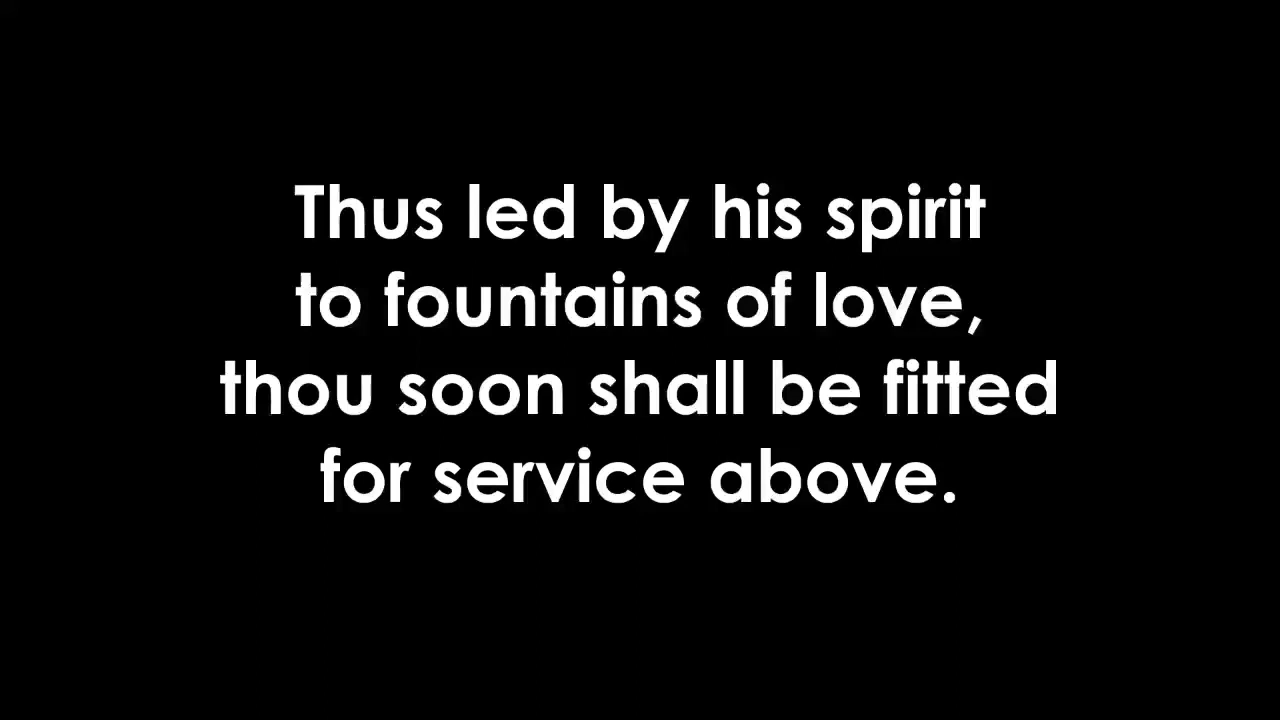 Thus led by his spirit
to fountains of love,
thou soon shall be fitted
for service above.